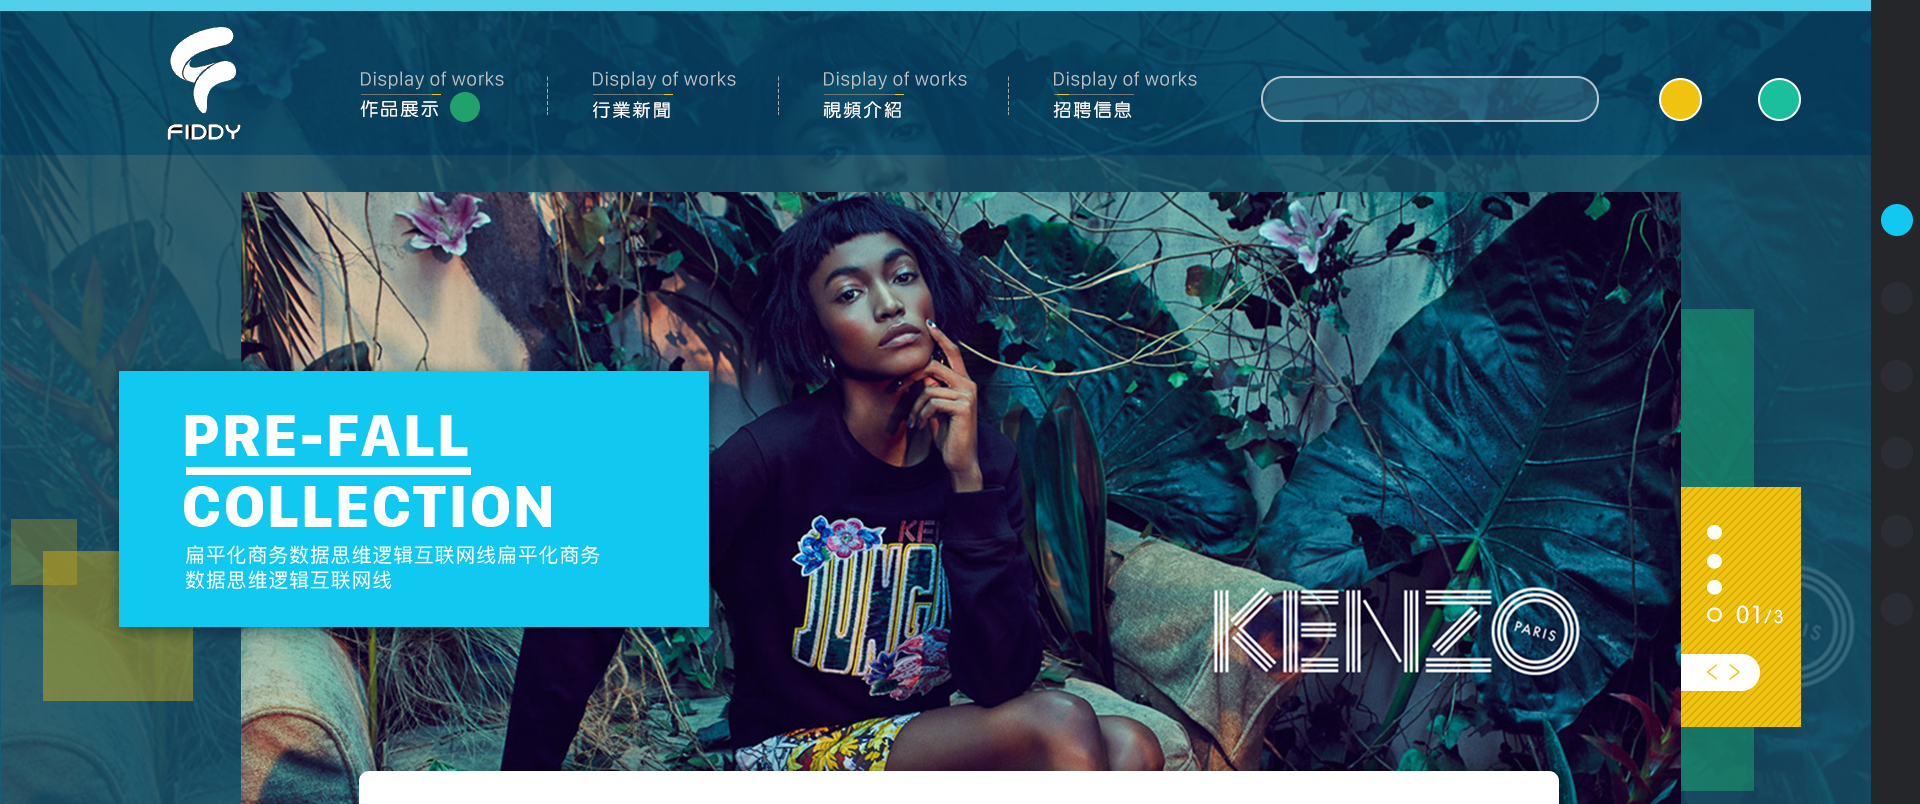 FIDDY
Display of works
作品展示
Display of works
行業新聞
Display of works
視頻介紹
Display of works
招聘信息
PRE-FALL
COLLECTION
扁平化商务数据思维逻辑互联网线扁平化商务
数据思维逻辑互联网线
JUNG
KENZO
PARIS
01/3